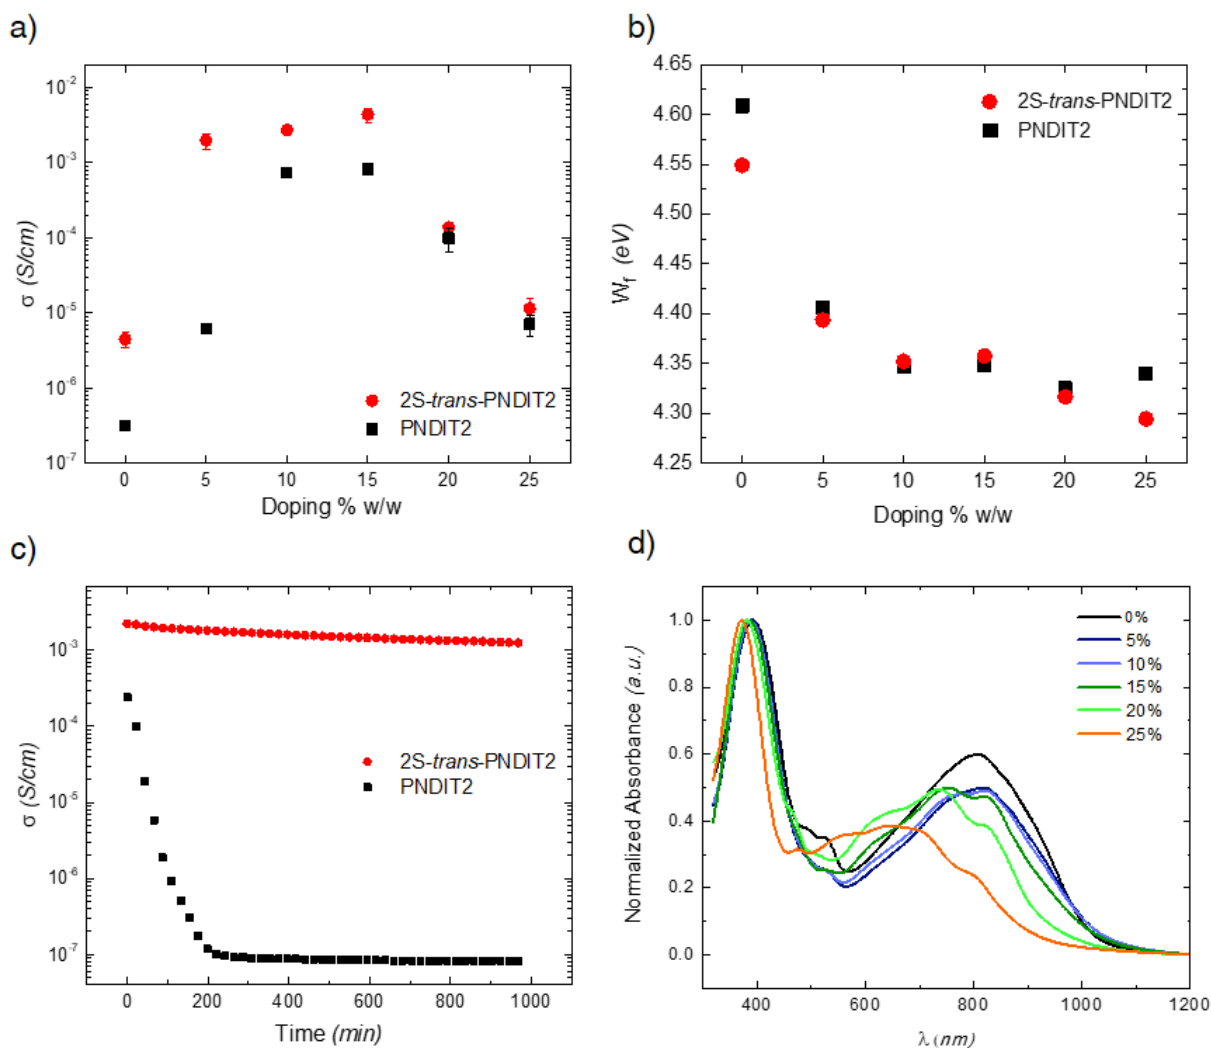 a)
10⁻²
10⁻³
10⁻⁴
10⁻⁵
10⁻⁶
10⁻⁷
σ (S/cm)
2S-trans-PNDIT2
PNDIT2
0 5 10 15 20 25
Doping % w/w
b)
4.65
4.60
4.55
4.50
4.45
4.40
4.35
4.30
4.25
W_f (eV)
2S-trans-PNDIT2
PNDIT2
0 5 10 15 20 25
Doping % w/w
c)
10⁻³
10⁻⁴
10⁻⁵
10⁻⁶
10⁻⁷
σ (S/cm)
2S-trans-PNDIT2
PNDIT2
0 200 400 600 800 1000
Time (min)
d)
1.0
0.8
0.6
0.4
0.2
0.0
Normalized Absorbance (a.u.)
0%
5%
10%
15%
20%
25%
400 600 800 1000 1200
λ (nm)